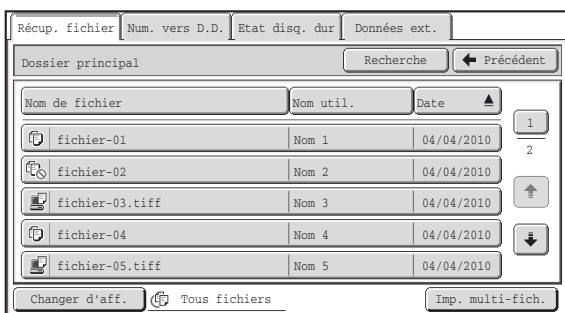 Récup. fichier Num. vers D.D. Etat disq. dur Données ext.
Dossier principal Recherche Précédent
Nom de fichier Nom util. Date
fichier-01 Nom 1 04/04/2010
fichier-02 Nom 2 04/04/2010
fichier-03.tiff Nom 3 04/04/2010
fichier-04 Nom 4 04/04/2010
fichier-05.tiff Nom 5 04/04/2010
1
2
Changer d'aff. Tous fichiers Imp. multi-fich.